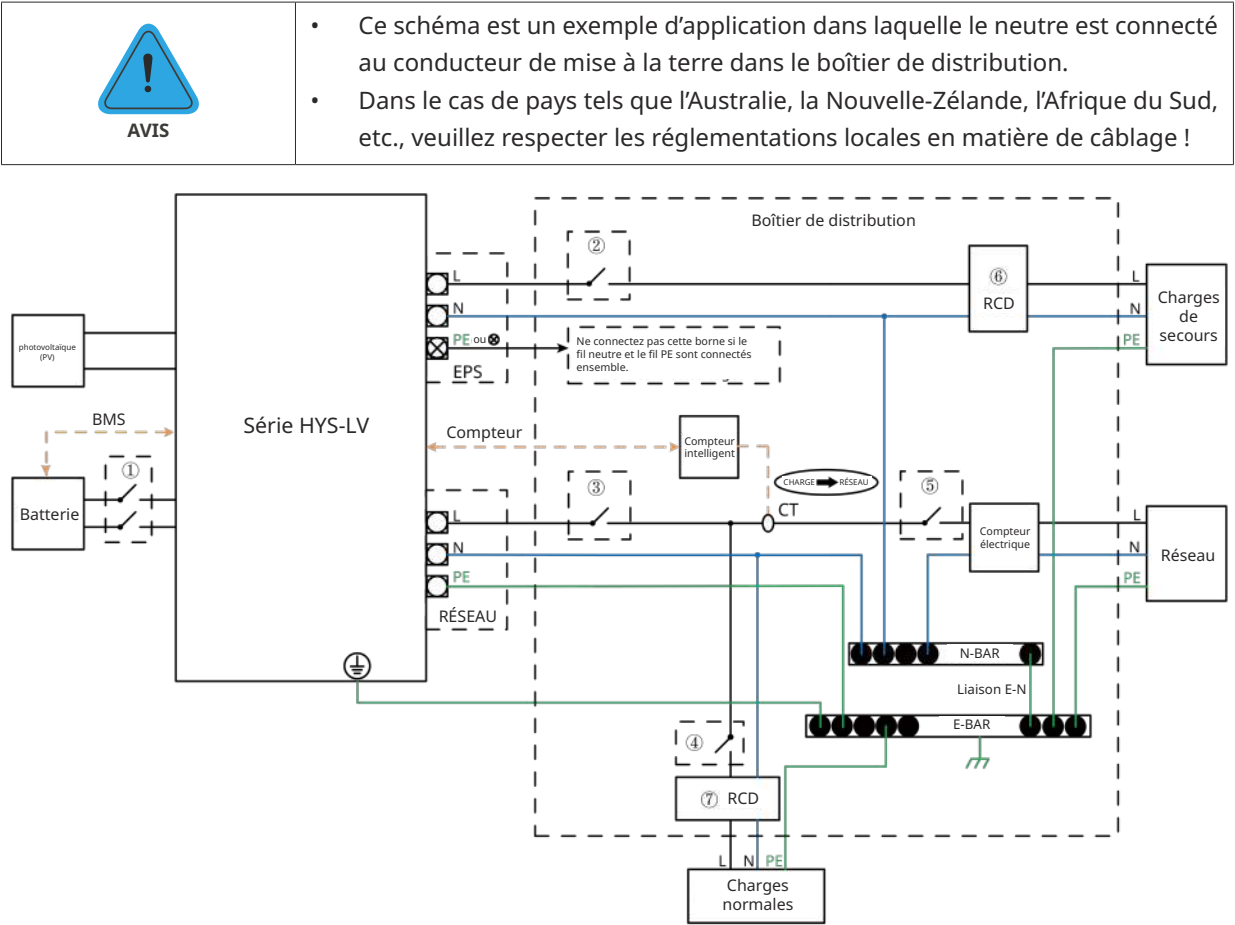 • Ce schéma est un exemple d’application dans laquelle le neutre est connecté
au conducteur de mise à la terre dans le boîtier de distribution.
• Dans le cas de pays tels que l’Australie, la Nouvelle-Zélande, l’Afrique du Sud,
etc., veuillez respecter les réglementations locales en matière de câblage !
AVIS
Boîtier de distribution
②
⑥
RCD
L
N
PE ou
EPS
Ne connectez pas cette borne si le
fil neutre et le fil PE sont connectés
ensemble.
L
N
PE
Charges
de
secours
photovoltaïque
(PV)
Série HYS-LV
BMS
Batterie
①
Compteur
Compteur
intelligent
CHARGE RÉSEAU
CT
③
⑤
Compteur
électrique
L
N
PE
RÉSEAU
L
N
PE
Réseau
N-BAR
Liaison E-N
E-BAR
④
⑦ RCD
L N PE
Charges
normales